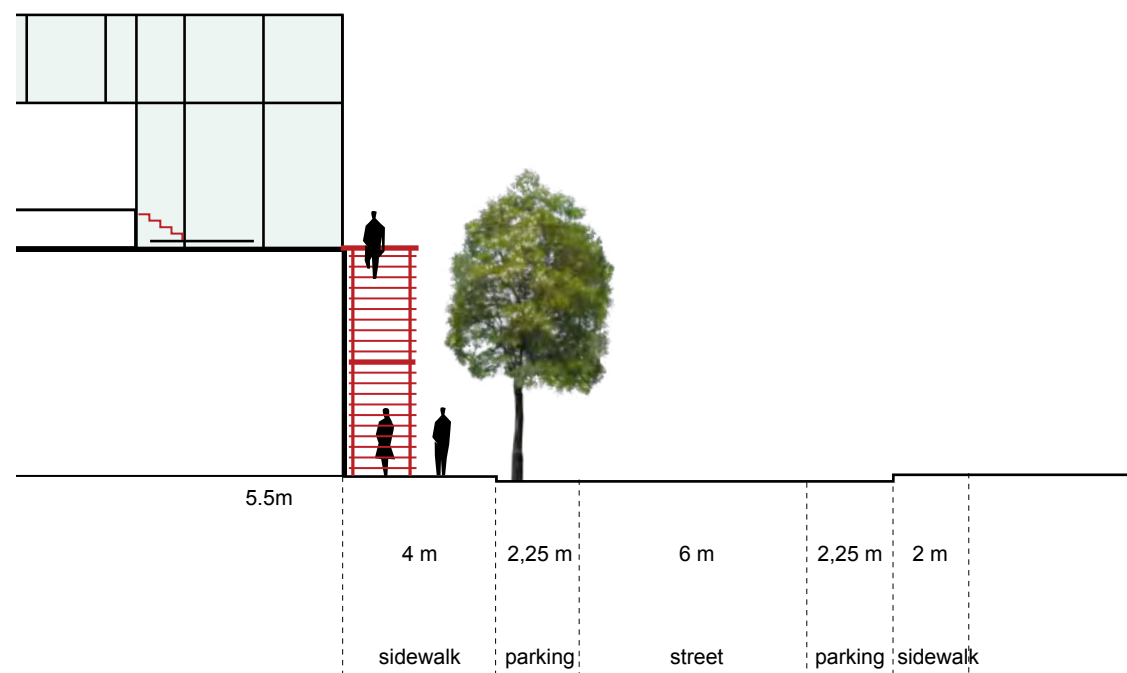 5.5m
4 m
2,25 m
6 m
2,25 m
2 m
sidewalk
parking
street
parking
sidewalk